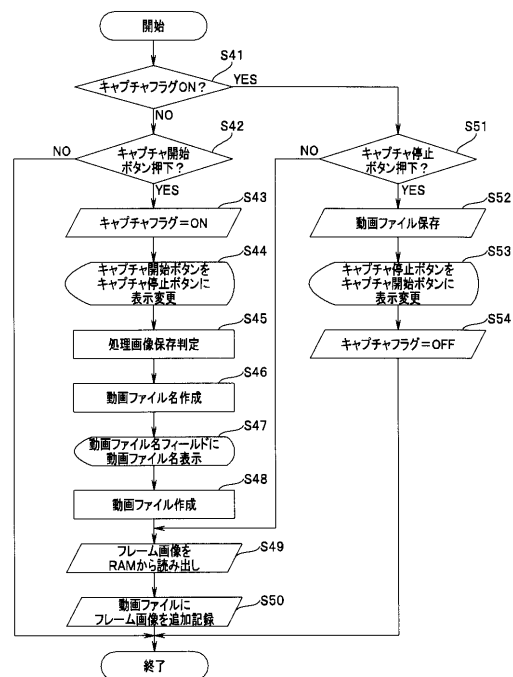 開始
S41
キャプチャフラグON？
YES
NO
S42
NO
キャプチャ開始
ボタン押下？
YES
S43
キャプチャフラグ＝ON
S44
キャプチャ開始ボタンを
キャプチャ停止ボタンに
表示変更
S45
処理画像保存判定
S46
動画ファイル名作成
S47
動画ファイル名フィールドに
動画ファイル名表示
S48
動画ファイル作成
S49
フレーム画像を
RAMから読み出し
S50
動画ファイルに
フレーム画像を追加記録
終了
S51
NO
キャプチャ停止
ボタン押下？
YES
S52
動画ファイル保存
S53
キャプチャ停止ボタンを
キャプチャ開始ボタンに
表示変更
S54
キャプチャフラグ＝OFF